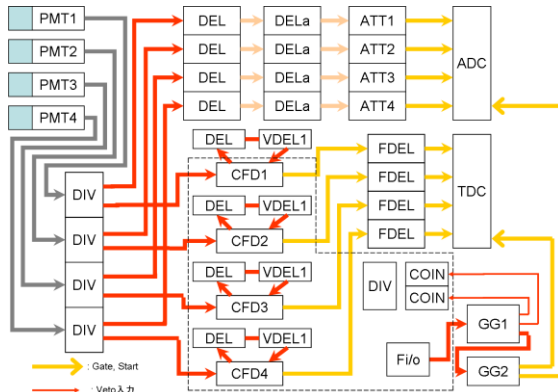 PMT1
PMT2
PMT3
PMT4
DEL DELa ATT1
DEL DELa ATT2
DEL DELa ATT3
DEL DELa ATT4
ADC
DEL VDEL1
CFD1
DEL VDEL1
CFD2
DEL VDEL1
CFD3
DEL VDEL1
CFD4
FDEL
FDEL
FDEL
FDEL
TDC
DIV
DIV
DIV
DIV
DIV
COIN
COIN
Fi/o
GG1
GG2
: Gate, Start
: Veto入力